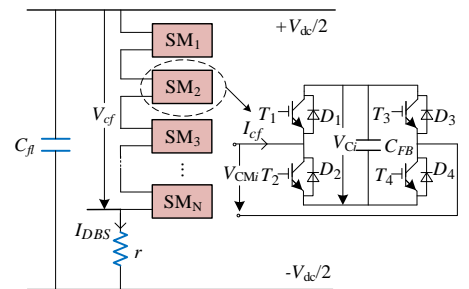 +V_dc/2
SM_1
SM_2
V_cf
C_fl
SM_3
...
SM_N
I_DBS
r
-V_dc/2
T_1
D_1
T_3
D_3
I_cf
V_Ci
C_FB
V_CMi
T_2
D_2
T_4
D_4